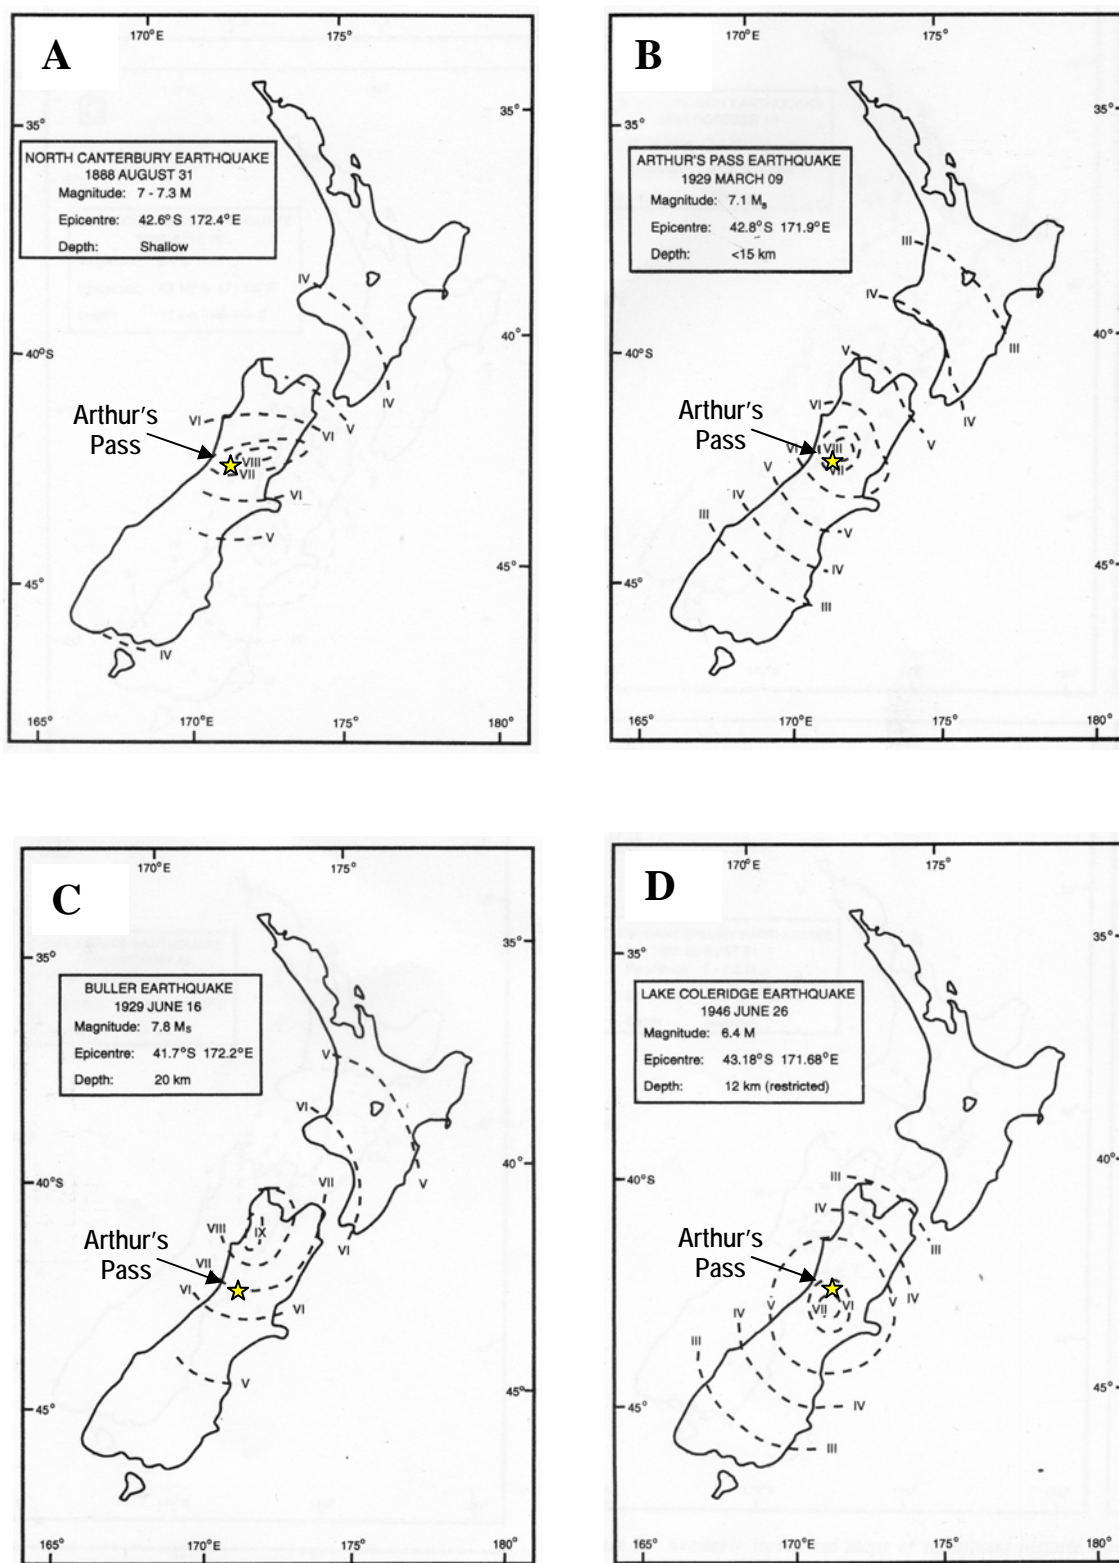 170°E 175°
A
35°
35°
NORTH CANTERBURY EARTHQUAKE
1888 AUGUST 31
Magnitude: 7 - 7.3 M
Epicentre: 42.6°S 172.4°E
Depth: Shallow
IV
40°
40°S
IV
Arthur's
Pass
VI
V
VI
VIII
VII
VI
V
45°
45°
IV
165° 170°E 175° 180°
170°E 175°
B
35°
35°
ARTHUR'S PASS EARTHQUAKE
1929 MARCH 09
Magnitude: 7.1 Ms
Epicentre: 42.8°S 171.9°E
Depth: <15 km
III
IV
40°
III
40°S
V
IV
Arthur's
Pass
VI
V
VI
VIII
VII
V
IV
III
V
45°
IV
45°
III
165° 170°E 175° 180°
170°E 175°
C
35°
35°
BULLER EARTHQUAKE
1929 JUNE 16
Magnitude: 7.8 Ms
Epicentre: 41.7°S 172.2°E
Depth: 20 km
V
VI
40°
40°S
VII
V
VIII
IX
VI
Arthur's
Pass
VII
VI
VI
V
45°
45°
165° 170°E 175° 180°
170°E 175°
D
35°
35°
LAKE COLERIDGE EARTHQUAKE
1946 JUNE 26
Magnitude: 6.4 M
Epicentre: 43.18°S 171.68°E
Depth: 12 km (restricted)
40°
40°S
III
IV
III
Arthur's
Pass
IV
V
VII
VI
V
IV
III
45°
45°
IV
III
165° 170°E 175° 180°